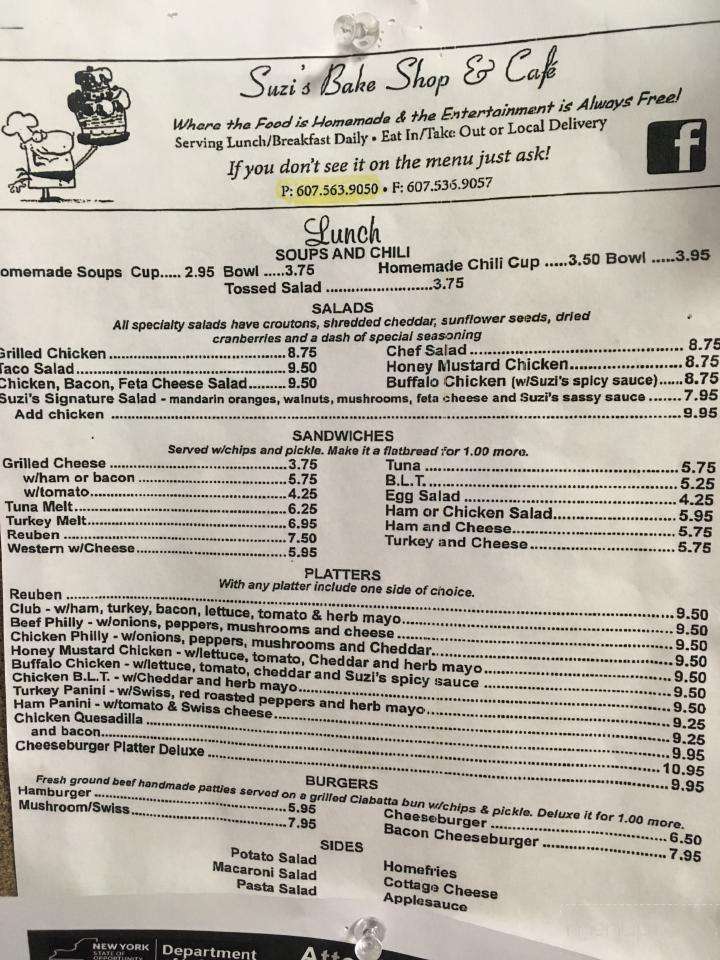 Suzi's Bake Shop & Café
Where the Food is Homemade & the Entertainment is Always Free!
Serving Lunch/Breakfast Daily • Eat In/Take Out or Local Delivery
If you don't see it on the menu just ask!
P: 607.563.9050 • F: 607.536.9057
f
Lunch
SOUPS AND CHILI
omemade Soups Cup..... 2.95 Bowl .....3.75
Homemade Chili Cup .....3.50 Bowl .....3.95
Tossed Salad ........................3.75
SALADS
All specialty salads have croutons, shredded cheddar, sunflower seeds, dried
cranberries and a dash of special seasoning
Grilled Chicken ........................ 8.75
Chef Salad ........................ 8.75
Taco Salad ........................ 9.50
Honey Mustard Chicken........................ 8.75
Chicken, Bacon, Feta Cheese Salad......... 9.50
Buffalo Chicken (w/Suzi's spicy sauce)......8.75
Suzi's Signature Salad - mandarin oranges, walnuts, mushrooms, feta cheese and Suzi's sassy sauce ....... 7.95
Add chicken ........................ 9.95
SANDWICHES
Served w/chips and pickle. Make it a flatbread for 1.00 more.
Grilled Cheese ........................ 3.75
w/ham or bacon ........................ 5.75
w/tomato........................ 4.25
Tuna Melt........................ 6.25
Turkey Melt........................ 6.95
Reuben ........................ 7.50
Western w/Cheese........................ 5.95
Tuna ........................ 5.75
B.L.T. ........................ 5.25
Egg Salad ........................ 4.25
Ham or Chicken Salad........................ 5.95
Ham and Cheese........................ 5.75
Turkey and Cheese........................ 5.75
PLATTERS
With any platter include one side of choice.
Reuben ........................ 9.50
Club - w/ham, turkey, bacon, lettuce, tomato & herb mayo........................ 9.50
Beef Philly - w/onions, peppers, mushrooms and cheese ........................ 9.50
Chicken Philly - w/onions, peppers, mushrooms and Cheddar........................ 9.50
Honey Mustard Chicken - w/lettuce, tomato, Cheddar and herb mayo ........................ 9.50
Buffalo Chicken - w/lettuce, tomato, cheddar and Suzi's spicy sauce ........................ 9.50
Chicken B.L.T. - w/Cheddar and herb mayo........................ 9.50
Turkey Panini - w/Swiss, red roasted peppers and herb mayo........................ 9.25
Ham Panini - w/tomato & Swiss cheese........................ 9.25
Chicken Quesadilla ........................ 9.95
and bacon........................ 10.95
Cheeseburger Platter Deluxe ........................ 9.95
BURGERS
Fresh ground beef handmade patties served on a grilled Ciabatta bun w/chips & pickle. Deluxe it for 1.00 more.
Hamburger ........................ 5.95
Mushroom/Swiss........................ 7.95
Cheeseburger ........................ 6.50
Bacon Cheeseburger ........................ 7.95
SIDES
Potato Salad
Macaroni Salad
Pasta Salad
Homefries
Cottage Cheese
Applesauce
NEW YORK
STATE OF
OPPORTUNITY
Department